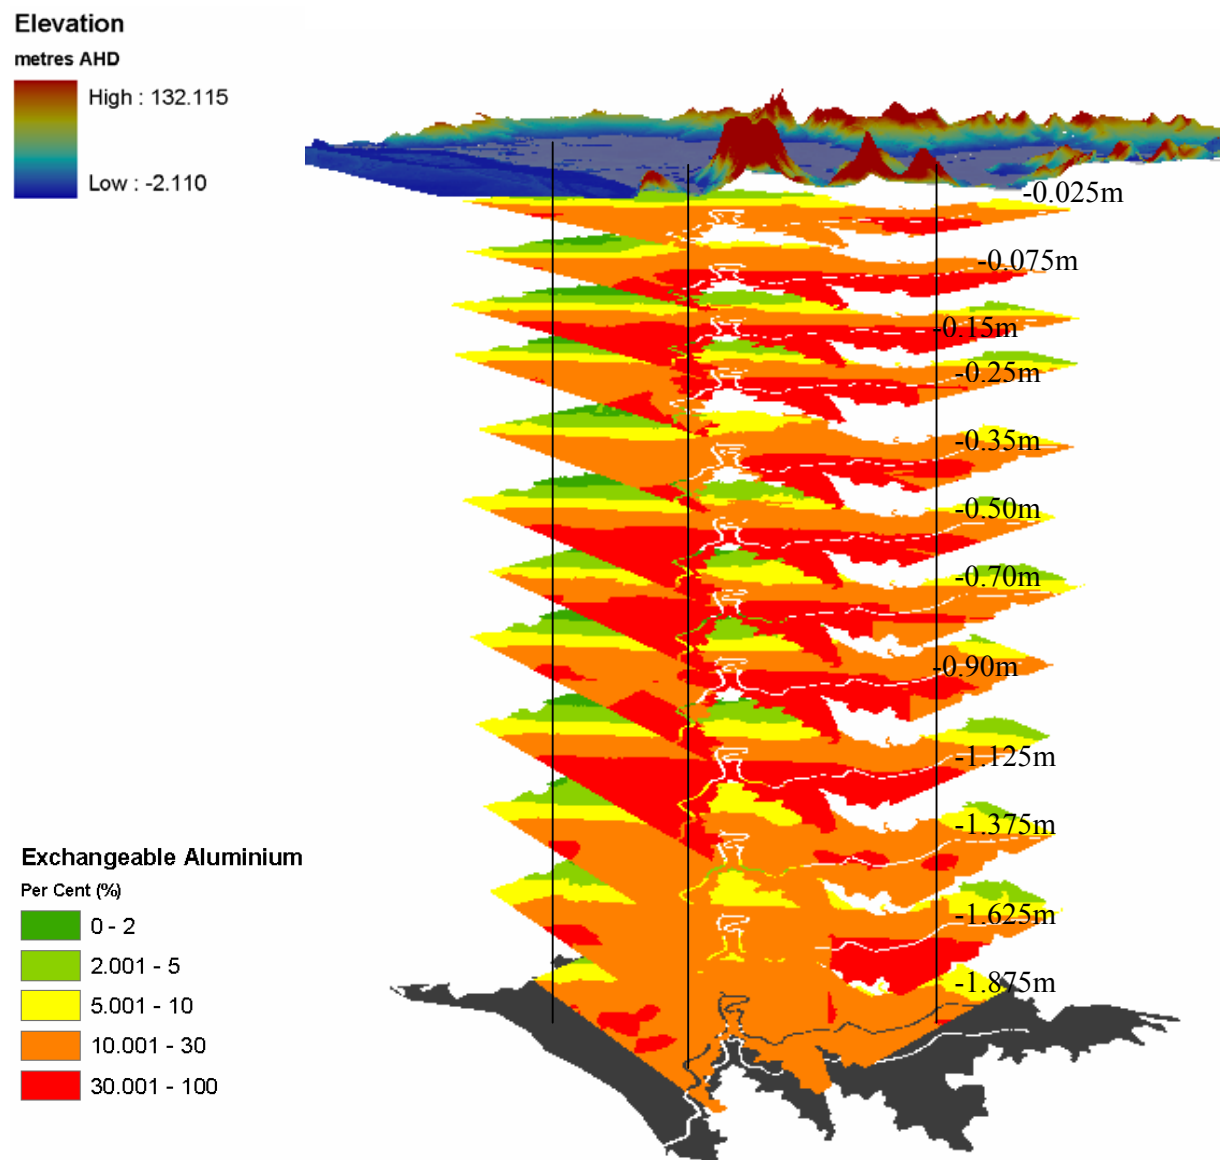 Elevation
metres AHD
High : 132.115
Low : -2.110
-0.025m
-0.075m
-0.15m
-0.25m
-0.35m
-0.50m
-0.70m
-0.90m
-1.125m
-1.375m
-1.625m
-1.875m
Exchangeable Aluminium
Per Cent (%)
0 - 2
2.001 - 5
5.001 - 10
10.001 - 30
30.001 - 100